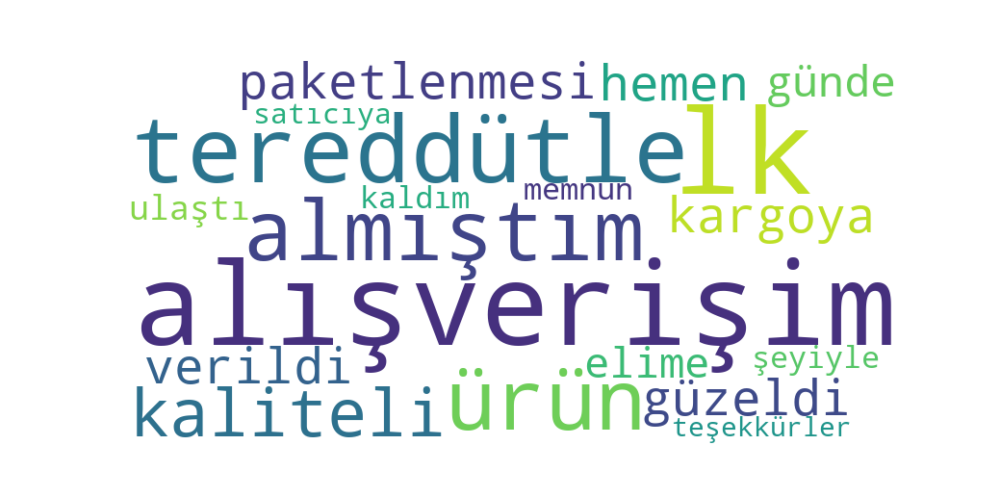 paketlenmesi hemen günde
satıcıya
tereddütle lk
ulaştı kaldım memnun
almıştım kargoya
alışverişim
verildi elime şeyiyle
kaliteli ürün güzeldi
teşekkürler